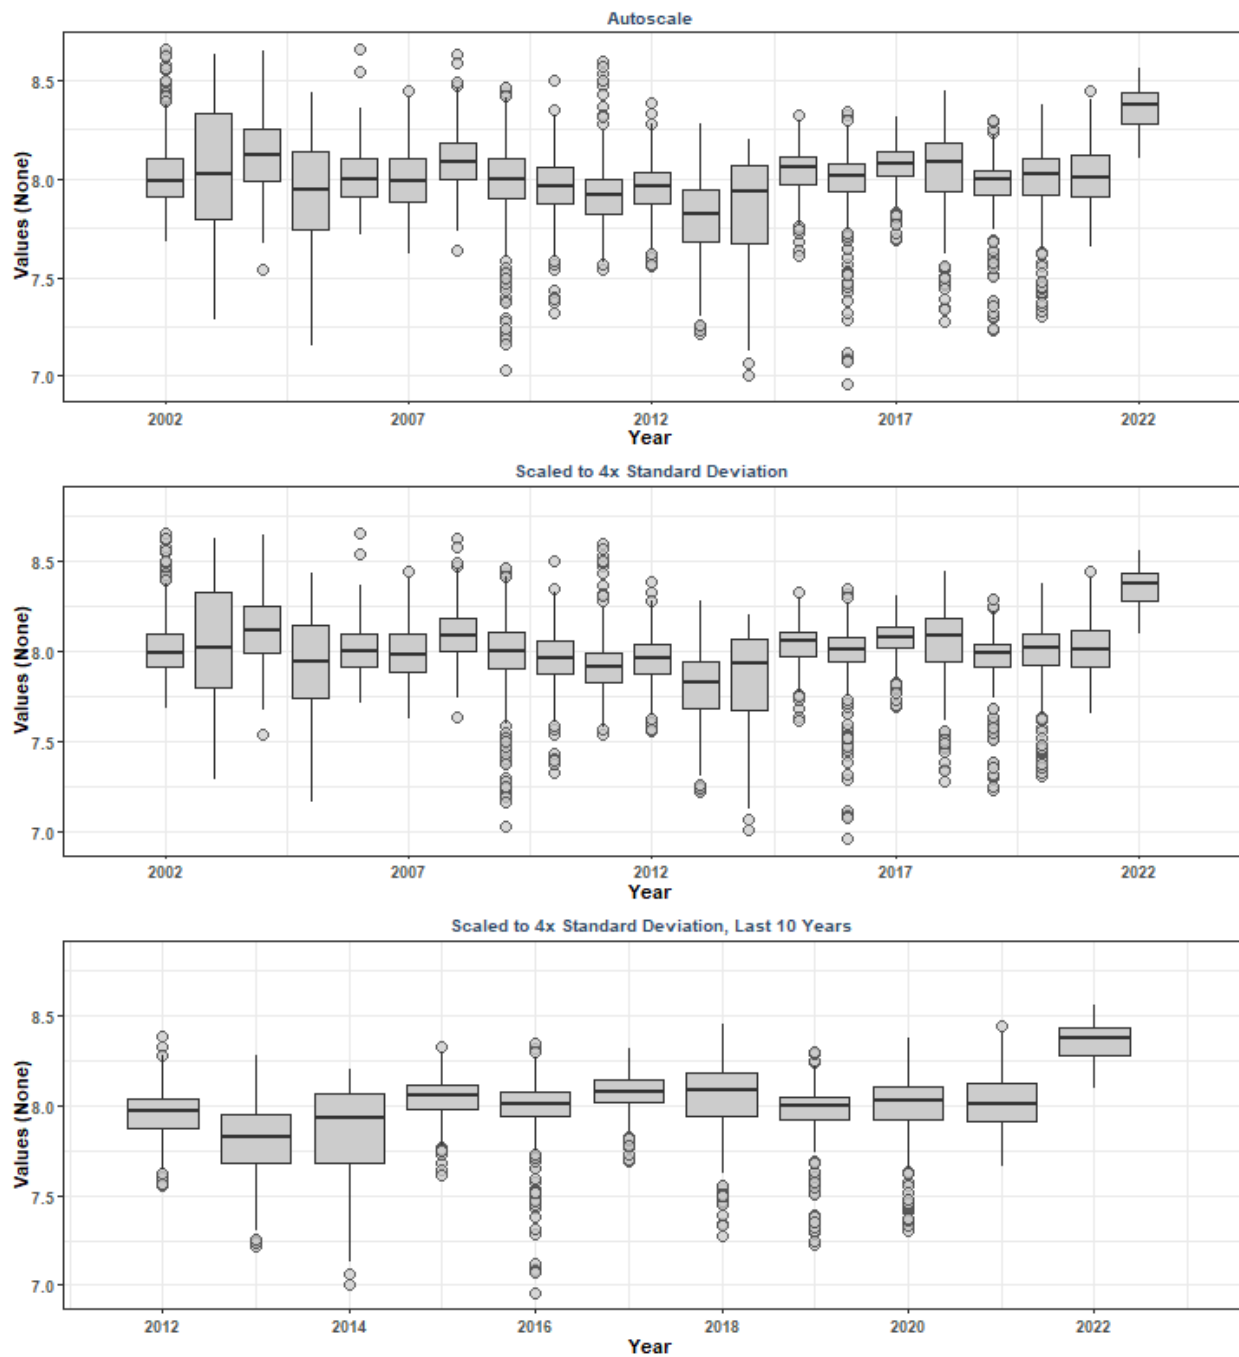 Autoscale
8.5
8.0
7.5
7.0
Values (None)
2002 2007 2012 2017 2022
Year
Scaled to 4x Standard Deviation
8.5
8.0
7.5
7.0
Values (None)
2002 2007 2012 2017 2022
Year
Scaled to 4x Standard Deviation, Last 10 Years
8.5
8.0
7.5
7.0
Values (None)
2012 2014 2016 2018 2020 2022
Year